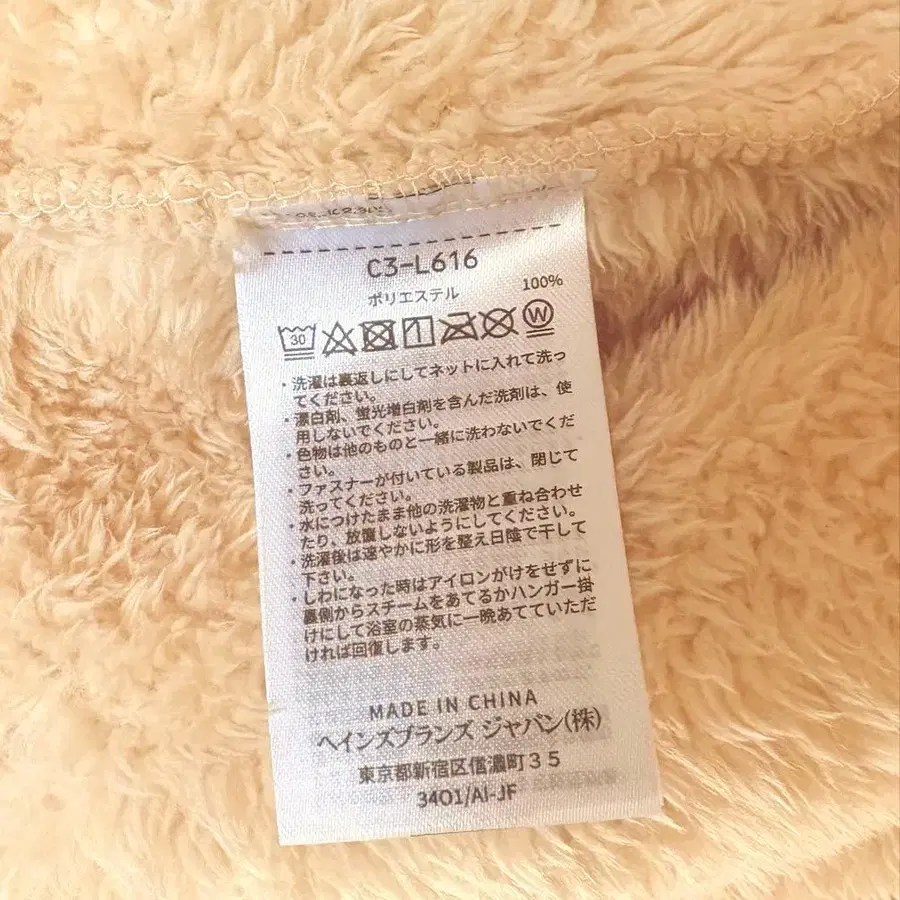 C3-L616
ポリエステル 100%
30 W
・洗濯は裏返しにしてネットに入れて洗っ
てください。
・漂白剤、蛍光増白剤を含んだ洗剤は、使
用しないでください。
・色物は他のものと一緒に洗わないでくだ
さい。
・ファスナーが付いている製品は、閉じて
洗ってください。
・水につけたまま他の洗濯物と重ね合わせ
たり、放置しないようにしてください。
・洗濯後は速やかに形を整え日陰で干して
下さい。
・しわになった時はアイロンがけをせずに
裏側からスチームをあてるかハンガー掛
けにして浴室の蒸気に一晩あてていただ
ければ回復します。
MADE IN CHINA
ヘインズブランズ ジャパン(株)
東京都新宿区信濃町35
3401/AI-JF